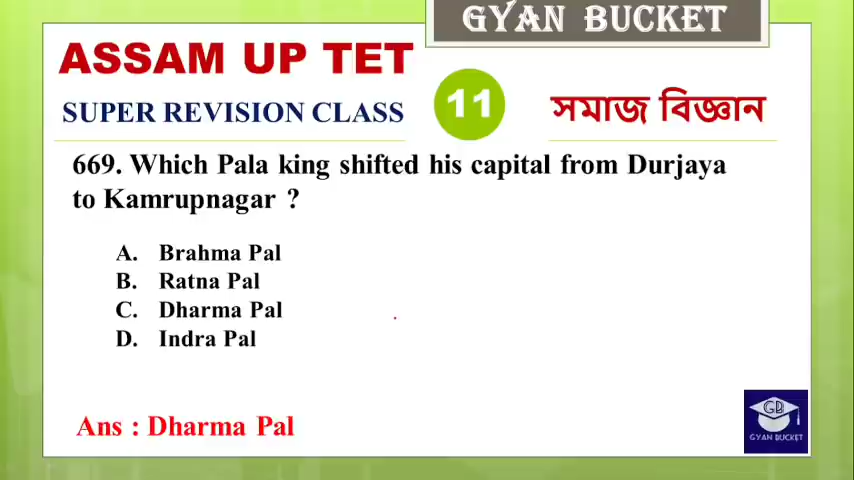 GYAN BUCKET
ASSAM UP TET
SUPER REVISION CLASS
11
সমাজ বিজ্ঞান
669. Which Pala king shifted his capital from Durjaya
to Kamrupnagar ?
A. Brahma Pal
B. Ratna Pal
C. Dharma Pal
D. Indra Pal
Ans : Dharma Pal
GB
GYAN BUCKET